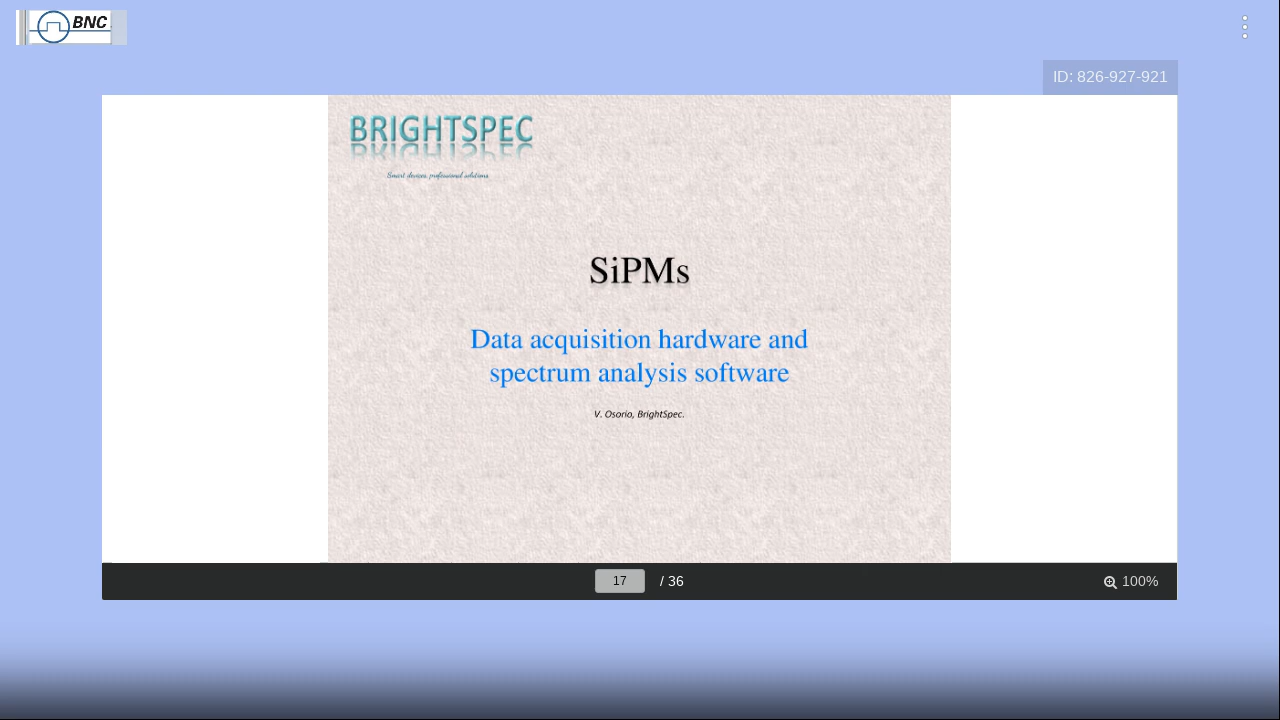 BNC
ID: 826-927-921
BRIGHTSPEC
Smart devices, professional solutions
SiPMs
Data acquisition hardware and
spectrum analysis software
V. Osorio, BrightSpec.
17 / 36
100%